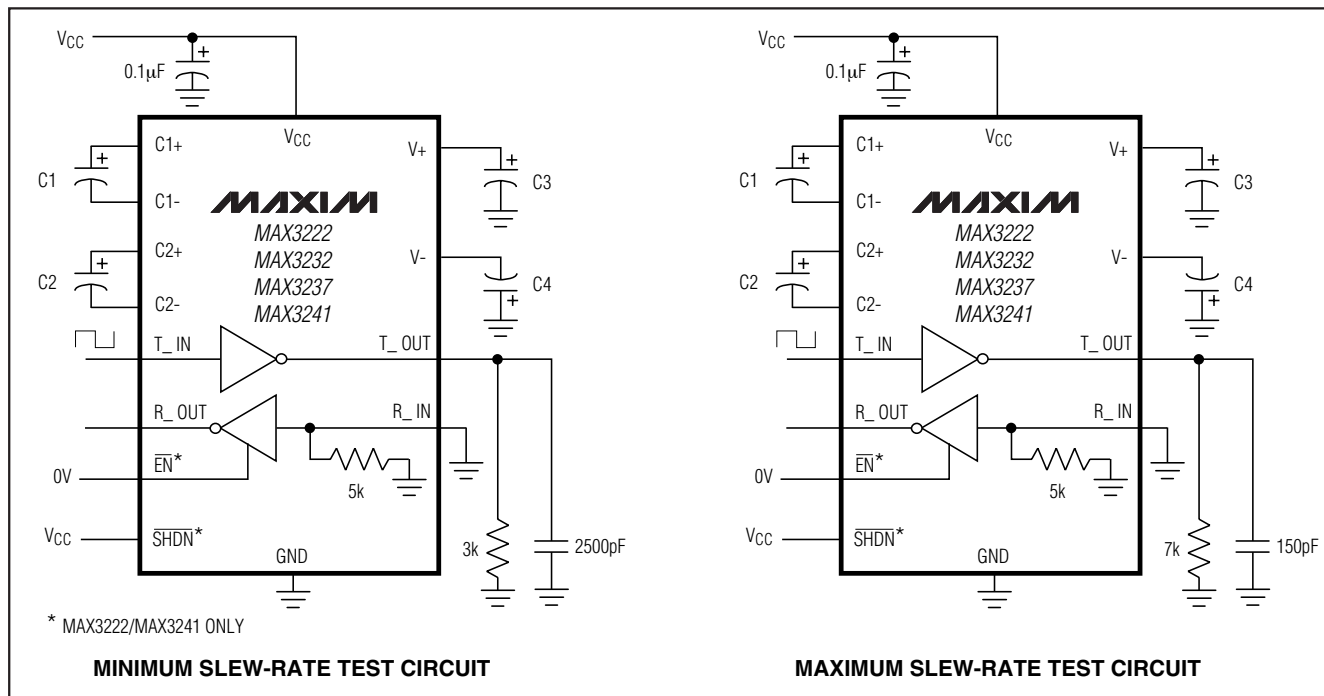 VCC
0.1µF
C1+
VCC
V+
C1
C3
C1-
MAXIM
MAX3222
C2+
MAX3232
V-
C2
MAX3237
C4
C2-
MAX3241
T_ IN
T_ OUT
R_ OUT
R_ IN
EN*
0V
5k
VCC
SHDN*
GND
3k
2500pF
* MAX3222/MAX3241 ONLY
MINIMUM SLEW-RATE TEST CIRCUIT
VCC
0.1µF
C1+
VCC
V+
C1
C3
C1-
MAXIM
MAX3222
C2+
MAX3232
V-
C2
MAX3237
C4
C2-
MAX3241
T_ IN
T_ OUT
R_ OUT
R_ IN
EN*
0V
5k
VCC
SHDN*
GND
7k
150pF
MAXIMUM SLEW-RATE TEST CIRCUIT